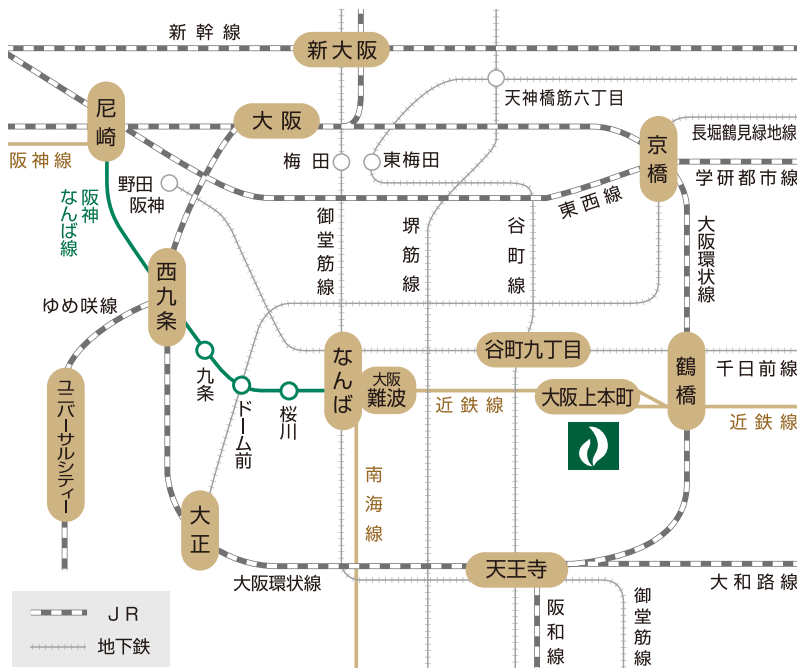 新幹線
新大阪
天神橋筋六丁目
尼崎
大阪
京橋
長堀鶴見緑地線
阪神線
梅田
東梅田
学研都市線
野田
阪神
阪神
なんば線
東西線
御堂筋線
堺筋線
谷町線
大阪環状線
西九条
ゆめ咲線
なんば
谷町九丁目
鶴橋
千日前線
九条
大阪
難波
近鉄線
大阪上本町
近鉄線
ドーム前
桜川
ユニバーサルシティー
南海線
大正
大阪環状線
天王寺
大和路線
阪和線
御堂筋線
JR
地下鉄